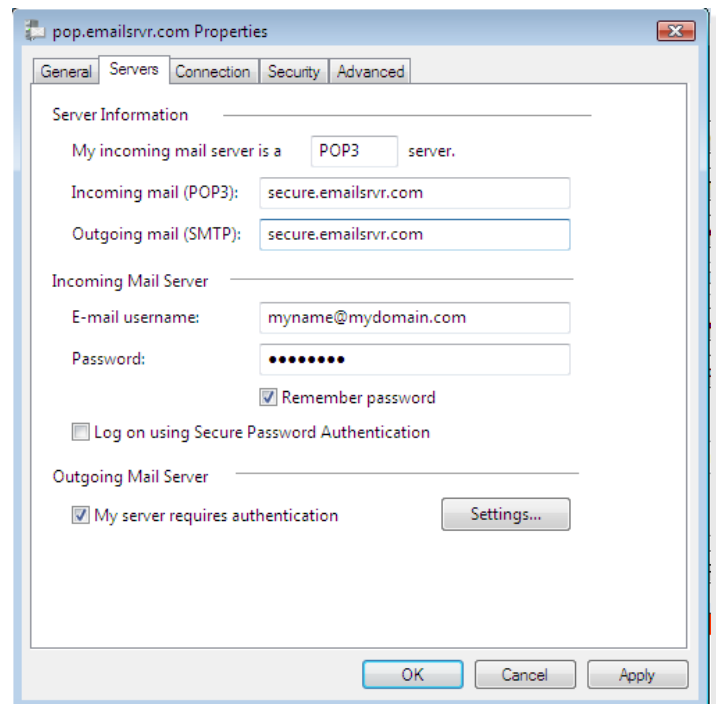 pop.emailsrvr.com Properties
General Servers Connection Security Advanced
Server Information
My incoming mail server is a POP3 server.
Incoming mail (POP3): secure.emailsrvr.com
Outgoing mail (SMTP): secure.emailsrvr.com
Incoming Mail Server
E-mail username: myname@mydomain.com
Password: ●●●●●●●●
Remember password
Log on using Secure Password Authentication
Outgoing Mail Server
My server requires authentication Settings...
OK Cancel Apply